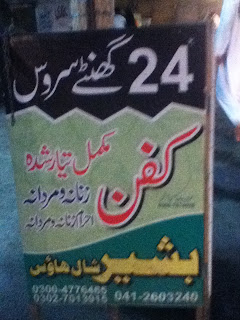 24 گھنٹے سروس
کفن
مکمل تیار شدہ
زنانہ و مردانہ
احرام زنانہ و مردانہ
بشیر شال ہاؤس
0300-4776465
0302-7013915 041-2603240